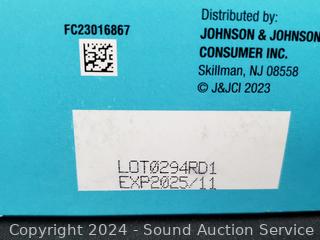 FC23016867
Distributed by:
JOHNSON & JOHNSON
CONSUMER INC.
Skillman, NJ 08558
© J&JCI 2023
LOT0294RD1
EXP2025/11
Copyright 2024 - Sound Auction Service